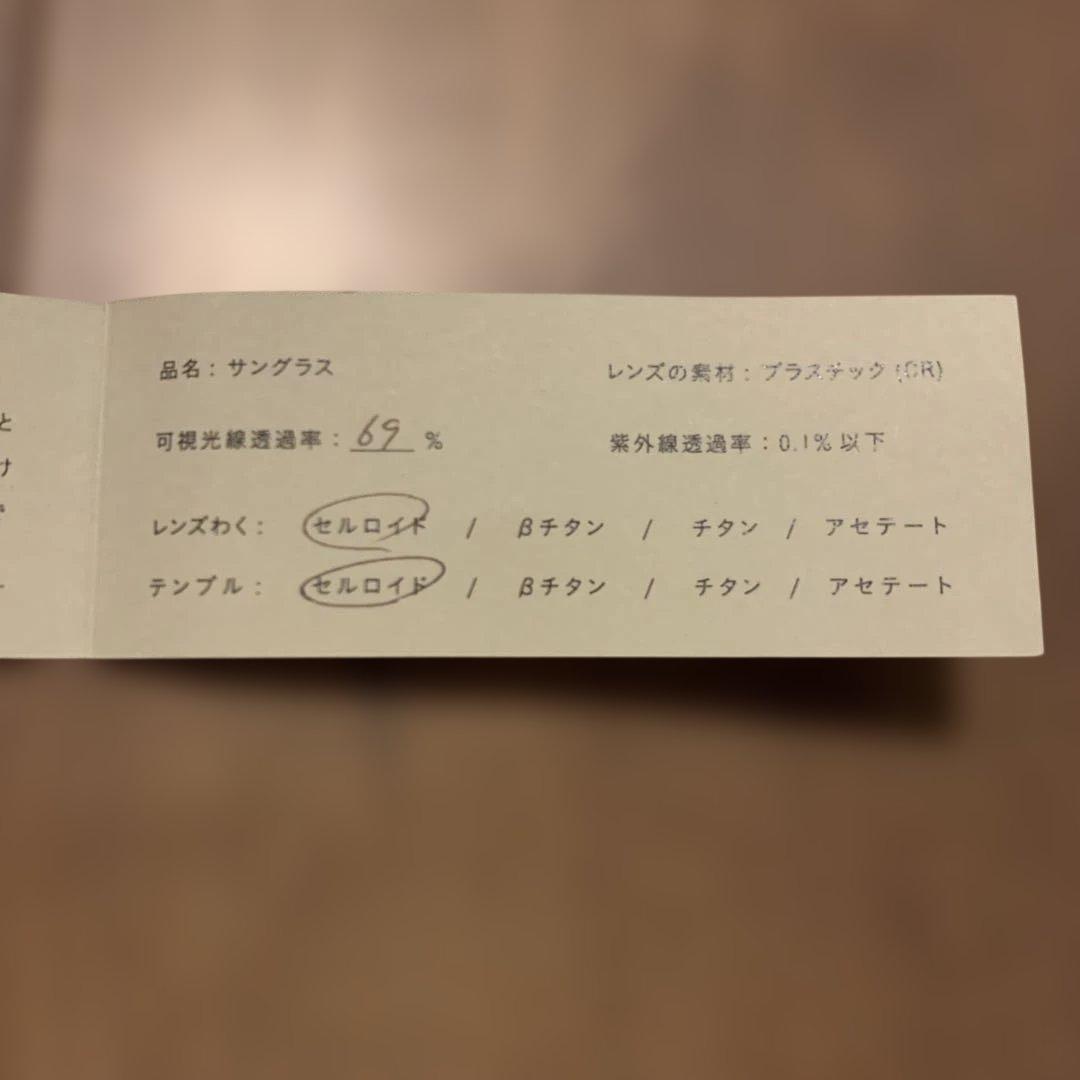 品名：サングラス レンズの素材：プラスチック (CR)
可視光線透過率：69 % 紫外線透過率：0.1% 以下
レンズわく： セルロイド / βチタン / チタン / アセテート
テンプル： セルロイド / βチタン / チタン / アセテート
と
け